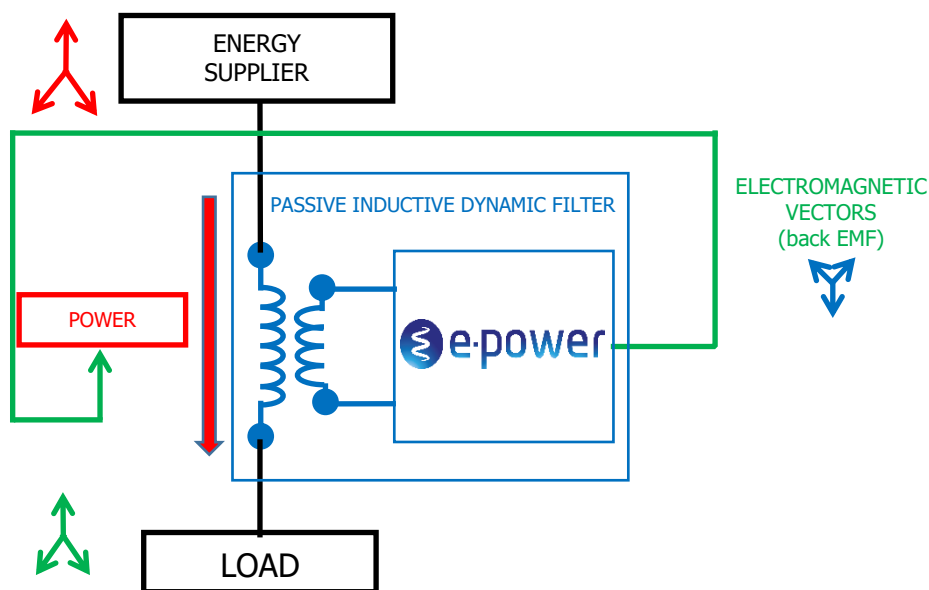 ENERGY
SUPPLIER
PASSIVE INDUCTIVE DYNAMIC FILTER
ELECTROMAGNETIC
VECTORS
(back EMF)
POWER
e·power
LOAD